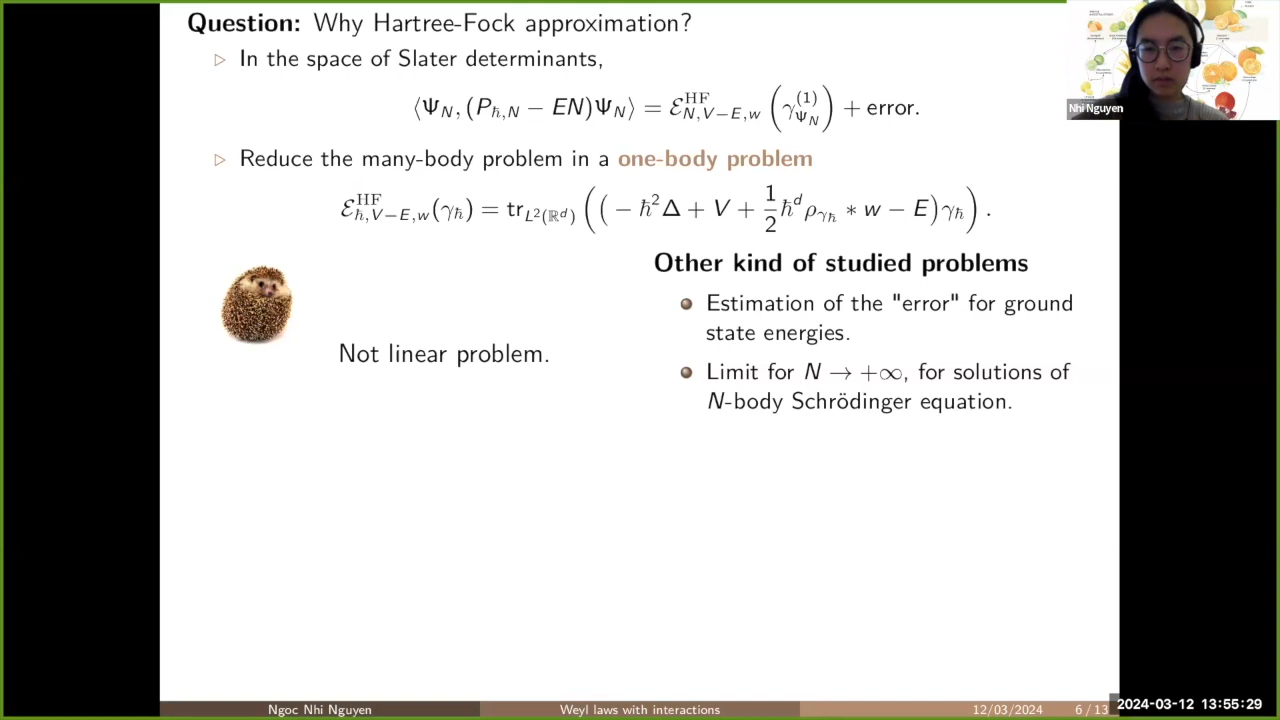 Question: Why Hartree-Fock approximation?
▷ In the space of Slater determinants,
⟨Ψ_N, (P_{ℏ,N} − EN)Ψ_N⟩ = ℰ^{HF}_{N,V−E,w} (γ^{(1)}_{Ψ_N}) + error.
▷ Reduce the many-body problem in a one-body problem
ℰ^{HF}_{ℏ,V−E,w}(γ_ℏ) = tr_{L²(ℝ^d)} ((− ℏ²Δ + V + 1/2 ℏ^d ρ_{γ_ℏ} ∗ w − E)γ_ℏ).
Not linear problem.
Other kind of studied problems
Estimation of the "error" for ground
state energies.
Limit for N → +∞, for solutions of
N-body Schrödinger equation.
Nhi Nguyen
Ngoc Nhi Nguyen
Weyl laws with interactions
12/03/2024
6 / 13
2024-03-12 13:55:29